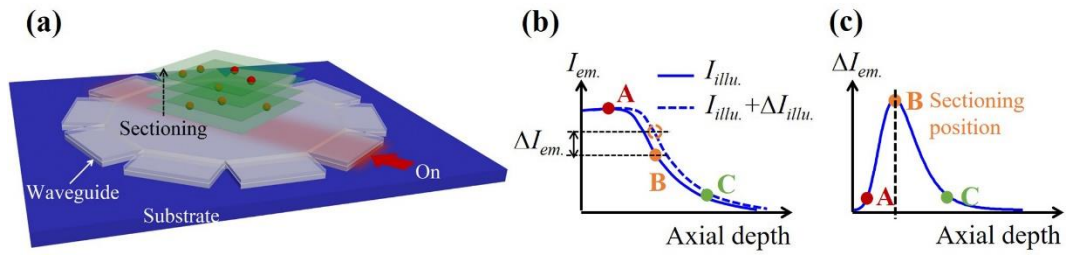 (a)
Sectioning
Waveguide
On
Substrate
(b)
I_em.
A
I_illu.
I_illu. + ΔI_illu.
ΔI_em.
B
C
Axial depth
(c)
ΔI_em.
B Sectioning
position
A
C
Axial depth